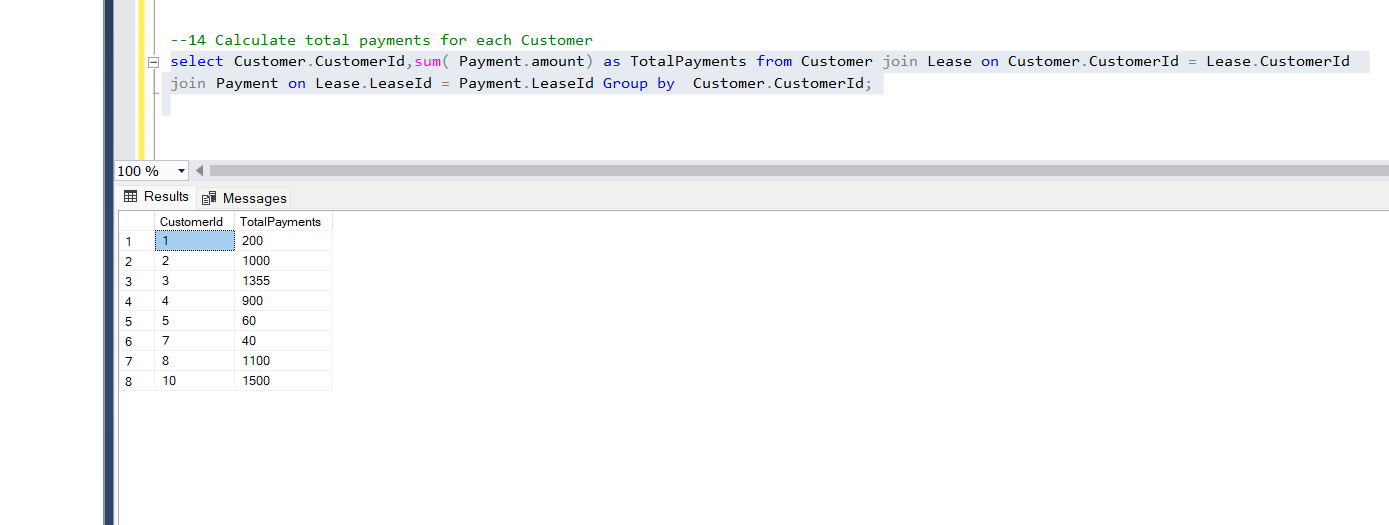 --14 Calculate total payments for each Customer
select Customer.CustomerId,sum( Payment.amount) as TotalPayments from Customer join Lease on Customer.CustomerId = Lease.CustomerId
join Payment on Lease.LeaseId = Payment.LeaseId Group by  Customer.CustomerId;
100 %
Results Messages
CustomerId TotalPayments
1 1 200
2 2 1000
3 3 1355
4 4 900
5 5 60
6 7 40
7 8 1100
8 10 1500